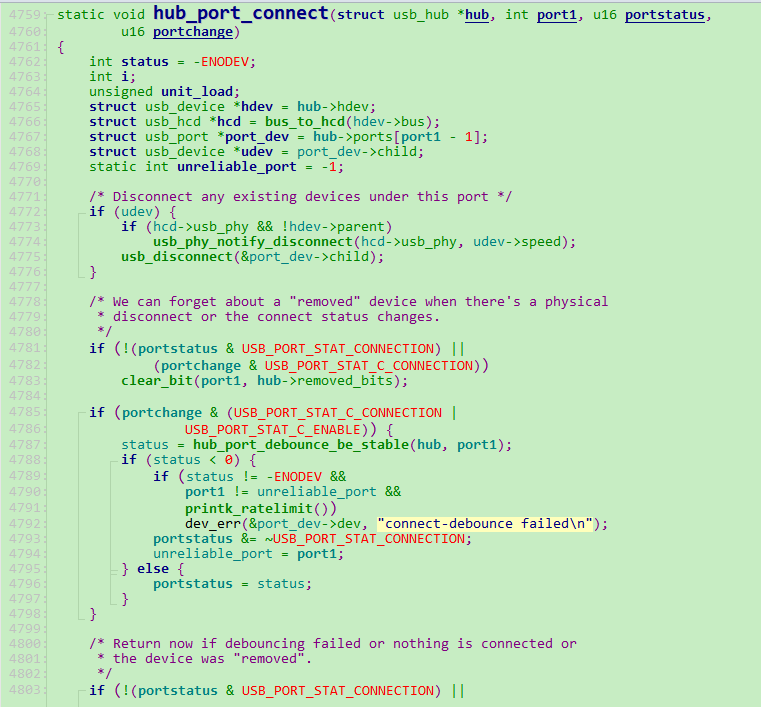 4759: static void hub_port_connect(struct usb_hub *hub, int port1, u16 portstatus,
4760:         u16 portchange)
4761: {
4762:     int status = -ENODEV;
4763:     int i;
4764:     unsigned unit_load;
4765:     struct usb_device *hdev = hub->hdev;
4766:     struct usb_hcd *hcd = bus_to_hcd(hdev->bus);
4767:     struct usb_port *port_dev = hub->ports[port1 - 1];
4768:     struct usb_device *udev = port_dev->child;
4769:     static int unreliable_port = -1;
4770:
4771:     /* Disconnect any existing devices under this port */
4772:     if (udev) {
4773:         if (hcd->usb_phy && !hdev->parent)
4774:             usb_phy_notify_disconnect(hcd->usb_phy, udev->speed);
4775:         usb_disconnect(&port_dev->child);
4776:     }
4777:
4778:     /* We can forget about a "removed" device when there's a physical
4779:      * disconnect or the connect status changes.
4780:      */
4781:     if (!(portstatus & USB_PORT_STAT_CONNECTION) ||
4782:             (portchange & USB_PORT_STAT_C_CONNECTION))
4783:         clear_bit(port1, hub->removed_bits);
4784:
4785:     if (portchange & (USB_PORT_STAT_C_CONNECTION |
4786:                 USB_PORT_STAT_C_ENABLE)) {
4787:         status = hub_port_debounce_be_stable(hub, port1);
4788:         if (status < 0) {
4789:             if (status != -ENODEV &&
4790:                 port1 != unreliable_port &&
4791:                 printk_ratelimit())
4792:                 dev_err(&port_dev->dev, "connect-debounce failed\n");
4793:             portstatus &= ~USB_PORT_STAT_CONNECTION;
4794:             unreliable_port = port1;
4795:         } else {
4796:             portstatus = status;
4797:         }
4798:     }
4799:
4800:     /* Return now if debouncing failed or nothing is connected or
4801:      * the device was "removed".
4802:      */
4803:     if (!(portstatus & USB_PORT_STAT_CONNECTION) ||